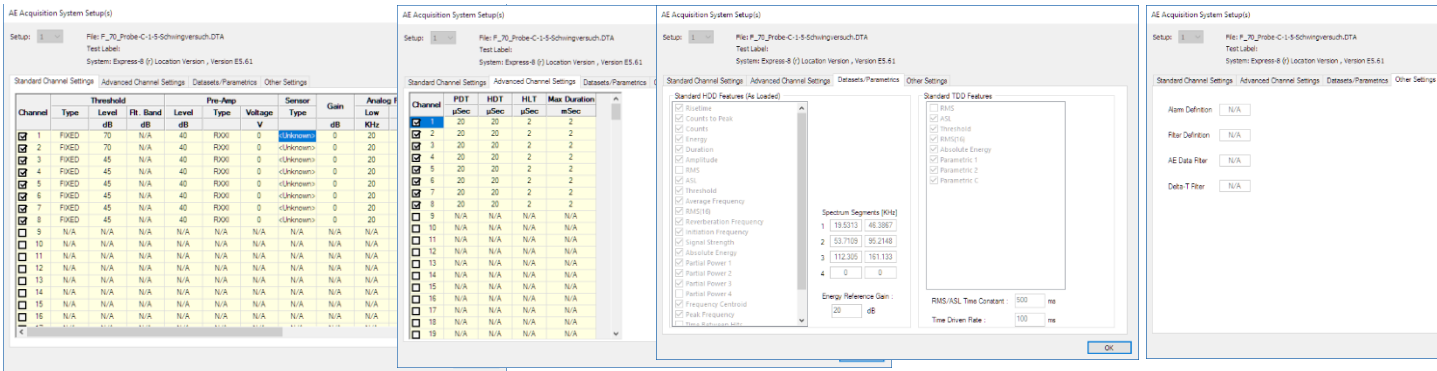 AE Acquisition System Setup(s)
Setup: 1 File: F_70_Probe-C-1-5-Schwingversuch.DTA
Test Label:
System: Express-8 (r) Location Version , Version E5.61
Standard Channel Settings Advanced Channel Settings Datasets/Parametrics Other Settings
Threshold Pre-Amp Sensor Analog F
Channel Type Level Flt. Band Level Type Voltage Type Gain Low
dB dB dB V dB KHz
1 FIXED 70 N/A 40 RXXI 0 <Unknown> 0 20
2 FIXED 70 N/A 40 RXXI 0 <Unknown> 0 20
3 FIXED 45 N/A 40 RXXI 0 <Unknown> 0 20
4 FIXED 45 N/A 40 RXXI 0 <Unknown> 0 20
5 FIXED 45 N/A 40 RXXI 0 <Unknown> 0 20
6 FIXED 45 N/A 40 RXXI 0 <Unknown> 0 20
7 FIXED 45 N/A 40 RXXI 0 <Unknown> 0 20
8 FIXED 45 N/A 40 RXXI 0 <Unknown> 0 20
9 N/A N/A N/A N/A N/A N/A N/A N/A N/A
10 N/A N/A N/A N/A N/A N/A N/A N/A N/A
11 N/A N/A N/A N/A N/A N/A N/A N/A N/A
12 N/A N/A N/A N/A N/A N/A N/A N/A N/A
13 N/A N/A N/A N/A N/A N/A N/A N/A N/A
14 N/A N/A N/A N/A N/A N/A N/A N/A N/A
15 N/A N/A N/A N/A N/A N/A N/A N/A N/A
16 N/A N/A N/A N/A N/A N/A N/A N/A N/A
AE Acquisition System Setup(s)
Setup: 1 File: F_70_Probe-C-1-5-Schwingversuch.DTA
Test Label:
System: Express-8 (r) Location Version , Version E5.61
Standard Channel Settings Advanced Channel Settings Datasets/Parametrics
Channel PDT HDT HLT Max Duration
µSec µSec µSec mSec
1 20 20 2 2
2 20 20 2 2
3 20 20 2 2
4 20 20 2 2
5 20 20 2 2
6 20 20 2 2
7 20 20 2 2
8 20 20 2 2
9 N/A N/A N/A N/A
10 N/A N/A N/A N/A
11 N/A N/A N/A N/A
12 N/A N/A N/A N/A
13 N/A N/A N/A N/A
14 N/A N/A N/A N/A
15 N/A N/A N/A N/A
16 N/A N/A N/A N/A
17 N/A N/A N/A N/A
18 N/A N/A N/A N/A
19 N/A N/A N/A N/A
AE Acquisition System Setup(s)
Setup: 1 File: F_70_Probe-C-1-5-Schwingversuch.DTA
Test Label:
System: Express-8 (r) Location Version , Version E5.61
Standard Channel Settings Advanced Channel Settings Datasets/Parametrics Other Settings
Standard HDD Features (As Loaded)
Risetime
Counts to Peak
Counts
Energy
Duration
Amplitude
RMS
ASL
Threshold
Average Frequency
RMS(16)
Reverberation Frequency
Initiation Frequency
Signal Strength
Absolute Energy
Partial Power 1
Partial Power 2
Partial Power 3
Partial Power 4
Frequency Centroid
Peak Frequency
Time Between Hits
Spectrum Segments [KHz]
1 19.5313 46.3867
2 53.7109 95.2148
3 112.305 161.133
4 0 0
Energy Reference Gain :
20 dB
Standard TDD Features
RMS
ASL
Threshold
RMS(16)
Absolute Energy
Parametric 1
Parametric 2
Parametric C
RMS/ASL Time Constant : 500 ms
Time Driven Rate : 100 ms
OK
AE Acquisition System Setup(s)
Setup: 1 File: F_70_Probe-C-1-5-Schwingversuch.DTA
Test Label:
System: Express-8 (r) Location Version , Version E5.61
Standard Channel Settings Advanced Channel Settings Datasets/Parametrics Other Settings
Alarm Definition N/A
Filter Definition N/A
AE Data Filter N/A
Delta-T Filter N/A